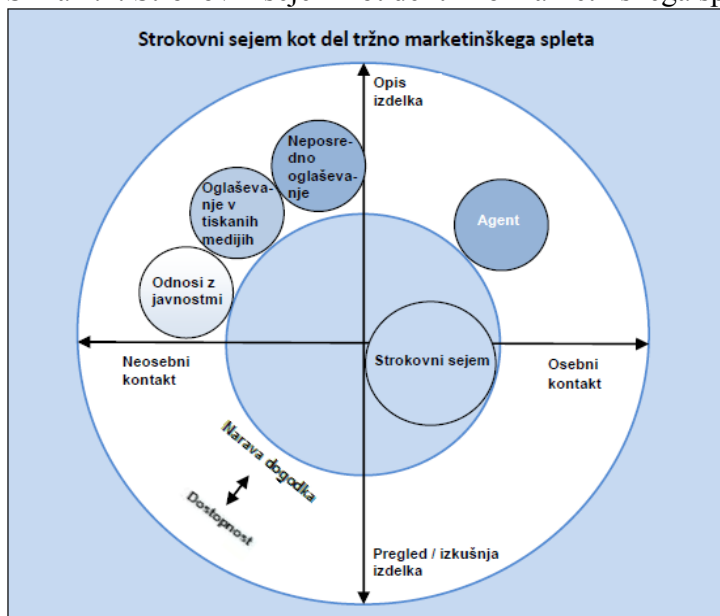 Strokovni sejem kot del tržno marketinškega spleta
Opis
izdelka
Neposre-
dno
oglaševa-
nje
Oglaševa-
nje v
tiskanih
medijih
Agent
Odnosi z
javnostmi
Strokovni sejem
Neosebni
kontakt
Osebni
kontakt
Narava dogodka
Dostopnost
Pregled / izkušnja
izdelka